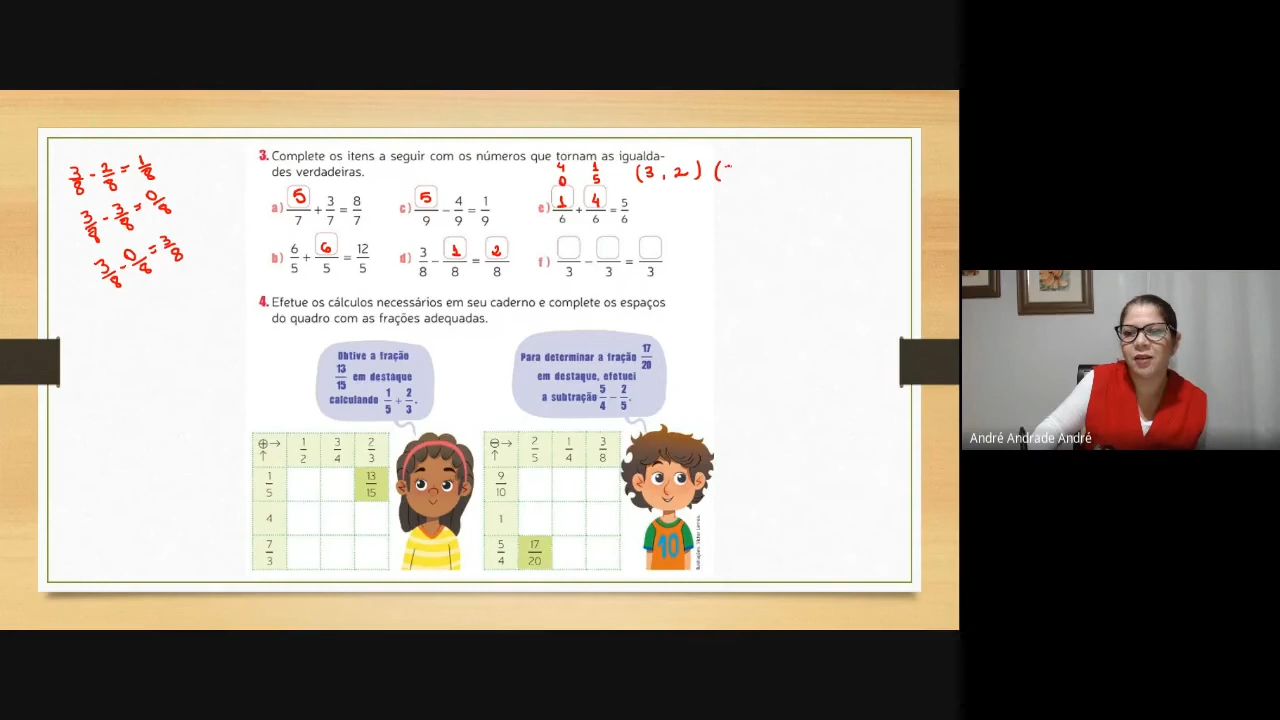 3/8 - 2/8 = 1/8
3/8 - 3/8 = 0/8
3/8 - 0/8 = 3/8
3. Complete os itens a seguir com os números que tornam as igualda-
des verdadeiras.
4 1
0 5
(3, 2) (
a) 5/7 + 3/7 = 8/7
c) 5/9 - 4/9 = 1/9
e) 1/6 + 4/6 = 5/6
b) 6/5 + 6/5 = 12/5
d) 3/8 - 1/8 = 2/8
f) /3 - /3 = /3
4. Efetue os cálculos necessários em seu caderno e complete os espaços
do quadro com as frações adequadas.
Obtive a fração
13/15 em destaque
calculando 1/5 + 2/3.
Para determinar a fração 17/20
em destaque, efetuei
a subtração 5/4 - 2/5.
⊕→ 1/2 3/4 2/3
↑
1/5 13/15
4
7/3
⊖→ 2/5 1/4 3/8
↑
9/10
1
5/4 17/20
10
André Andrade André